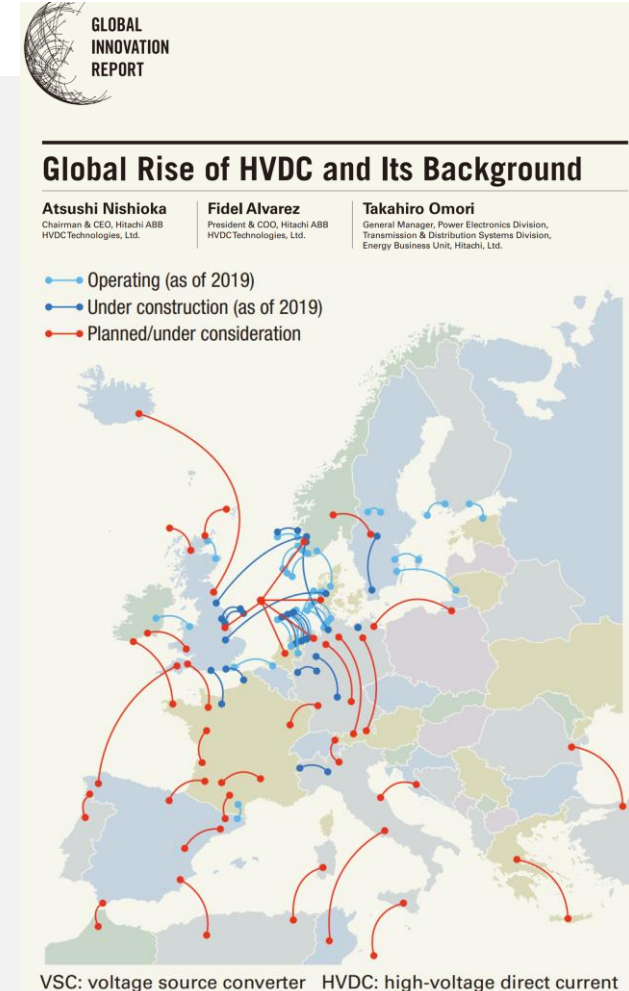 GLOBAL
INNOVATION
REPORT
Global Rise of HVDC and Its Background
Atsushi Nishioka
Chairman & CEO, Hitachi ABB
HVDC Technologies, Ltd.
Fidel Alvarez
President & COO, Hitachi ABB
HVDC Technologies, Ltd.
Takahiro Omori
General Manager, Power Electronics Division,
Transmission & Distribution Systems Division,
Energy Business Unit, Hitachi, Ltd.
Operating (as of 2019)
Under construction (as of 2019)
Planned/under consideration
VSC: voltage source converter HVDC: high-voltage direct current